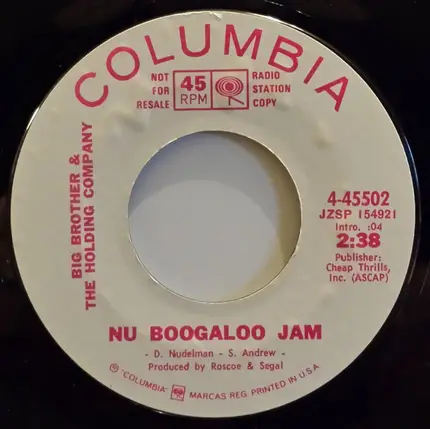 COLUMBIA
NOT FOR RESALE
45 RPM
RADIO STATION COPY
BIG BROTHER &
THE HOLDING COMPANY
4-45502
JZSP 154921
Intro. :04
2:38
Publisher:
Cheap Thrills,
Inc. (ASCAP)
NU BOOGALOO JAM
- D. Nudelman - S. Andrew -
Produced by Roscoe & Segal
© "COLUMBIA" MARCAS REG. PRINTED IN U.S.A